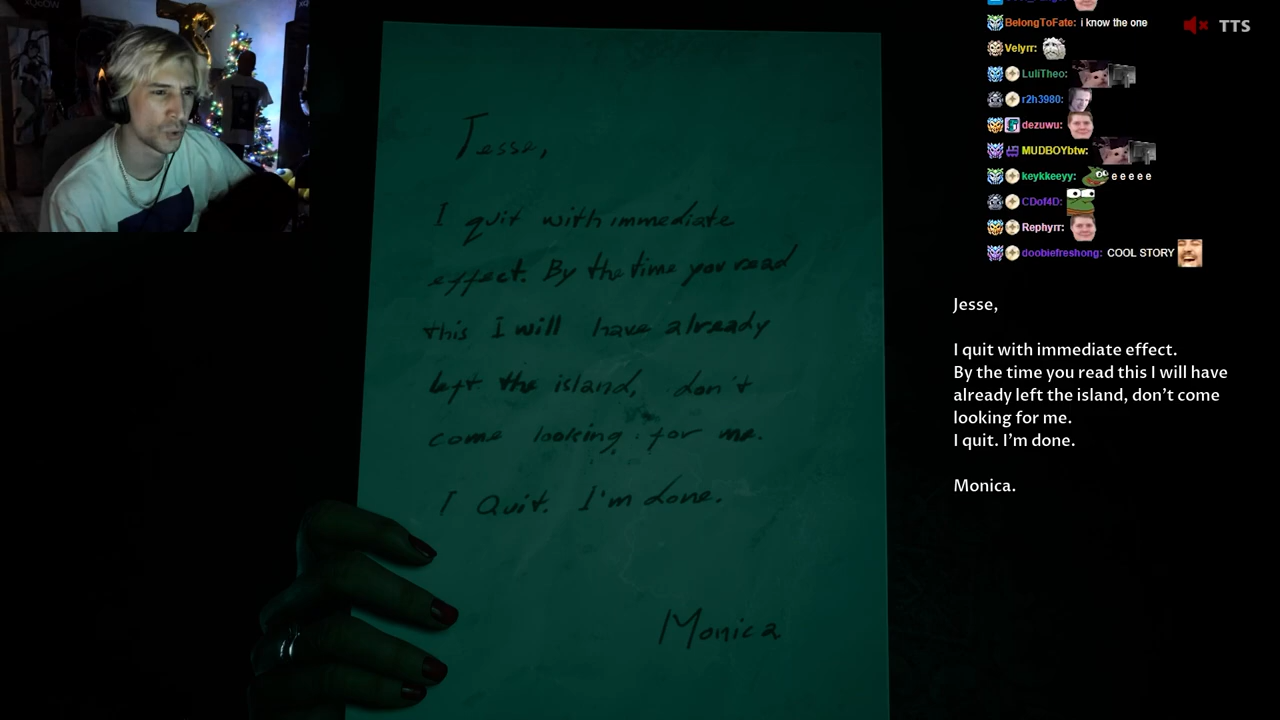 BelongToFate: i know the one
TTS
Velyrr:
LuliTheo:
r2h3980:
dezuwu:
MUDBOYbtw:
keykkeeyy: e e e e e
CDof4D:
Rephyrr:
doobiefreshong: COOL STORY
Jesse,
I quit with immediate
effect. By the time you read
this I will have already
left the island, don't
come looking for me.
I Quit. I'm done.
Monica
Jesse,
I quit with immediate effect.
By the time you read this I will have
already left the island, don't come
looking for me.
I quit. I'm done.
Monica.